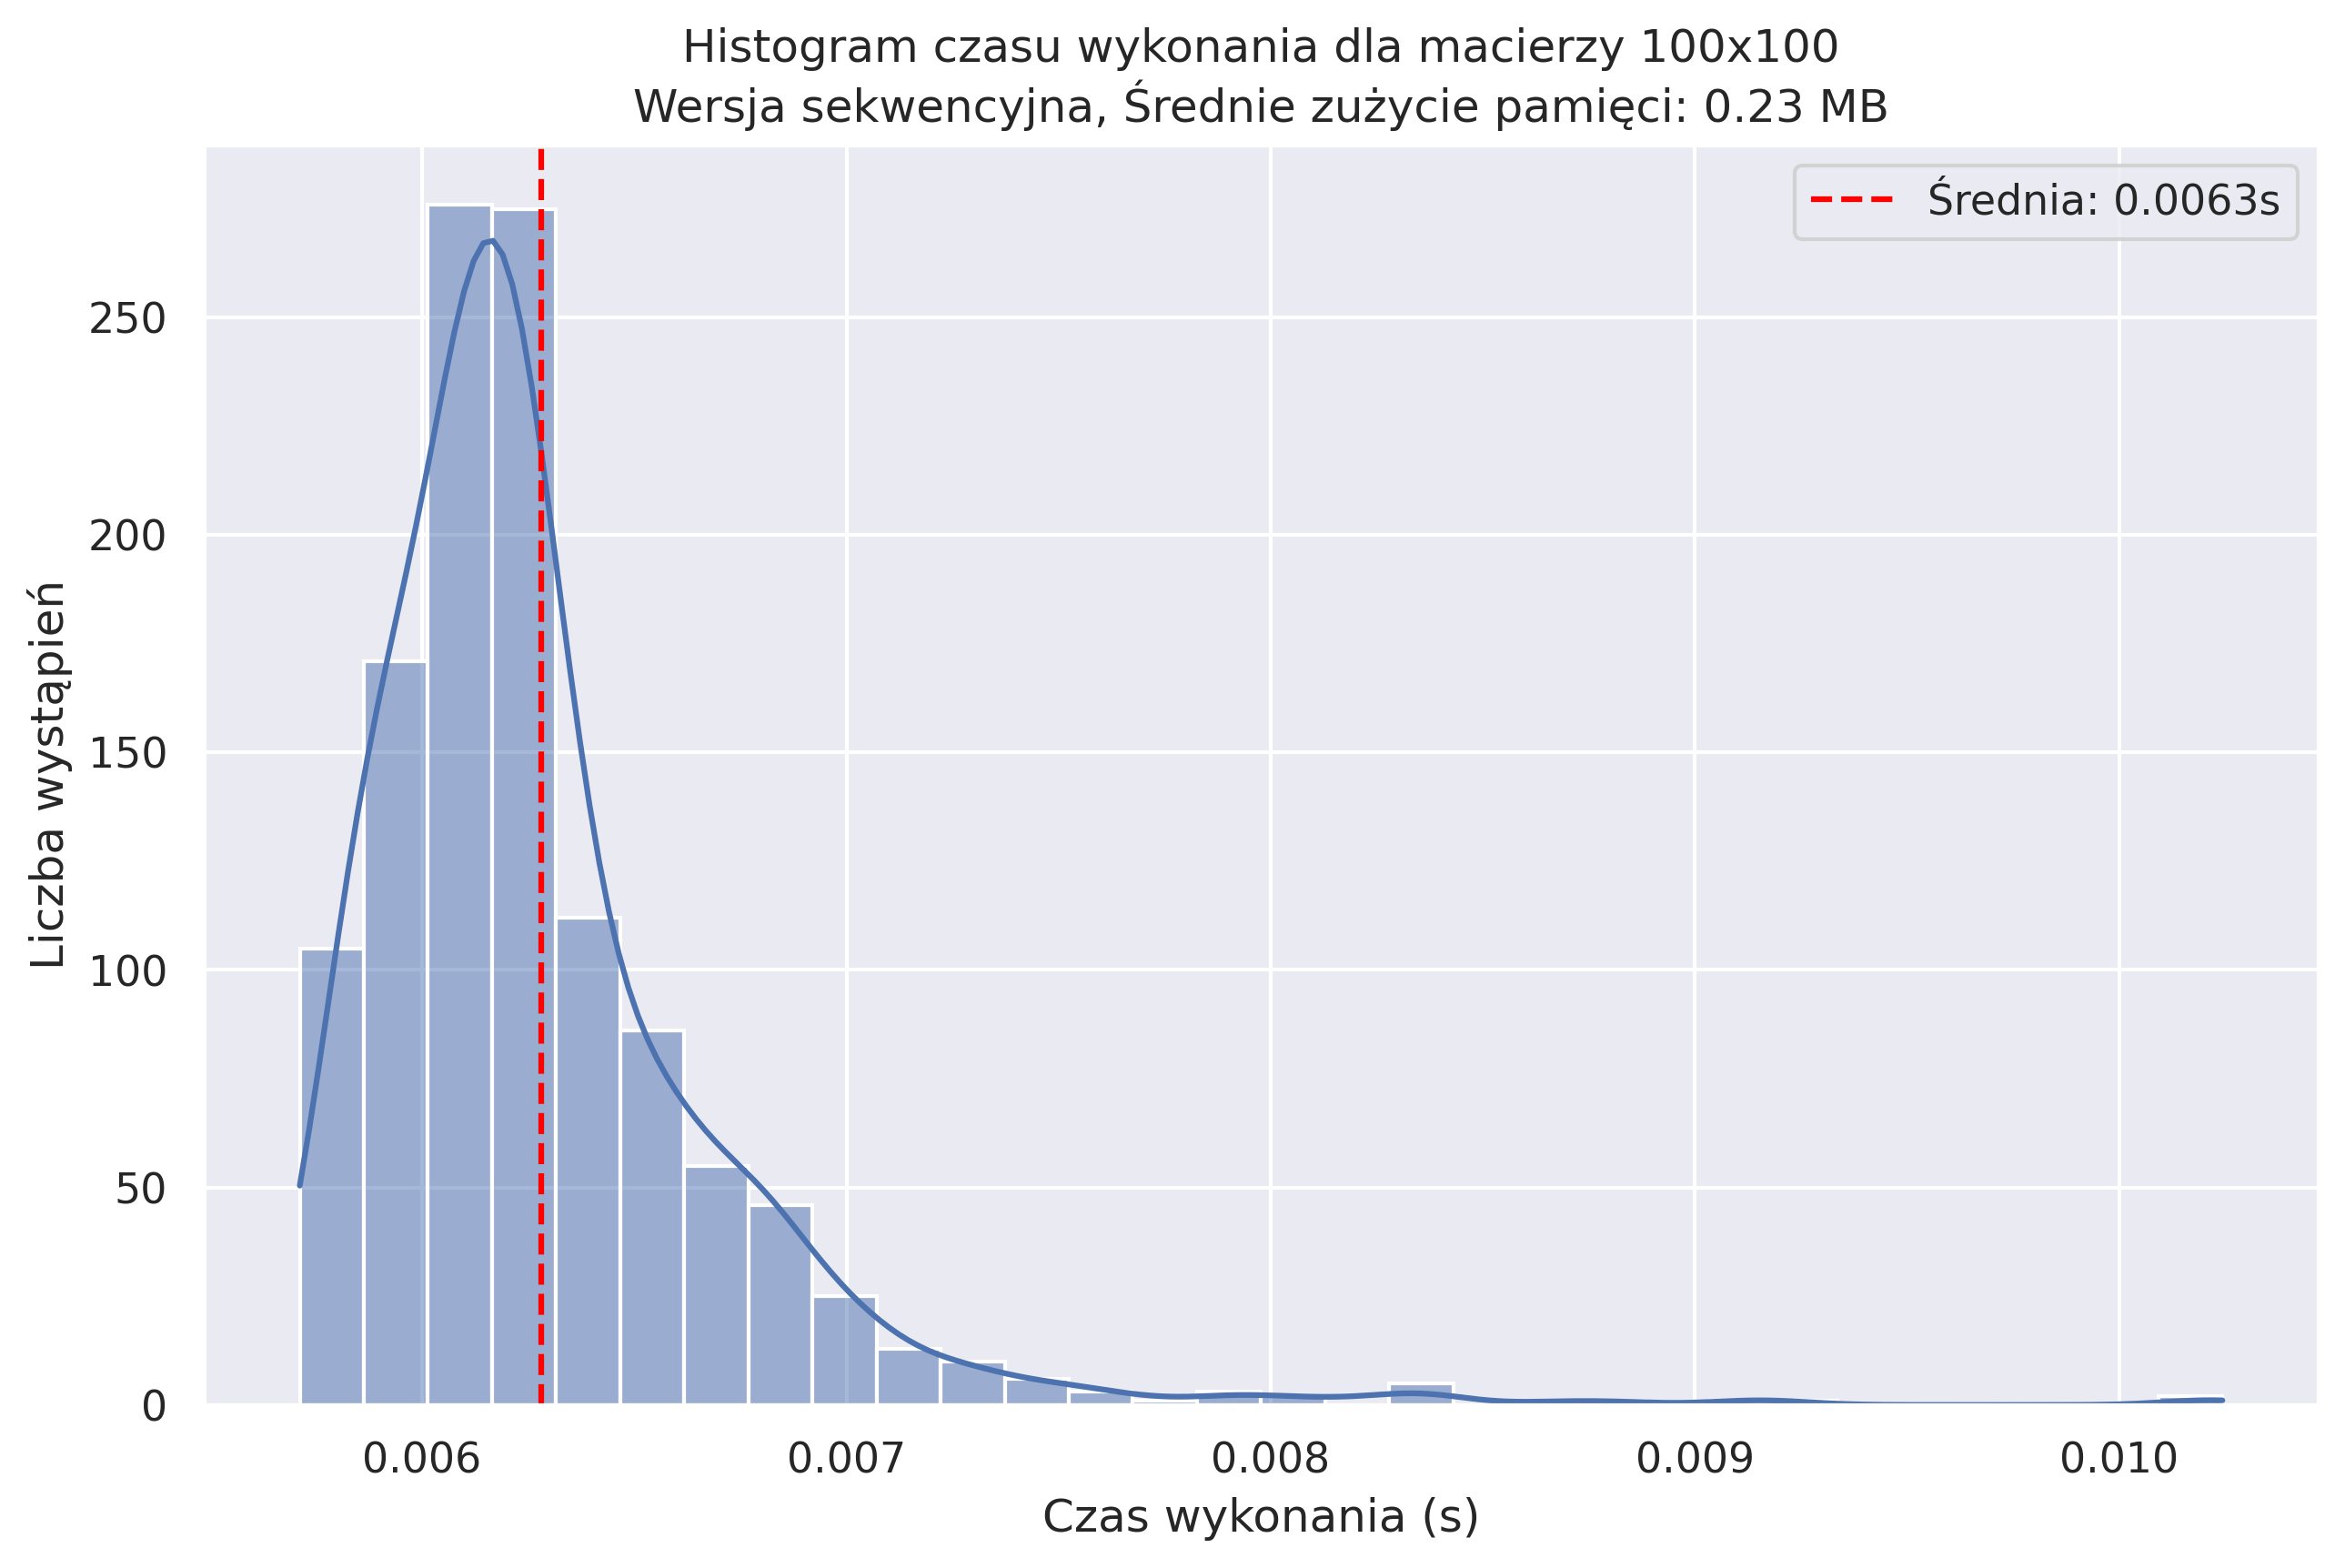 Histogram czasu wykonania dla macierzy 100x100
Wersja sekwencyjna, Średnie zużycie pamięci: 0.23 MB
Średnia: 0.0063s
Liczba wystąpień
250
200
150
100
50
0
0.006
0.007
0.008
0.009
0.010
Czas wykonania (s)